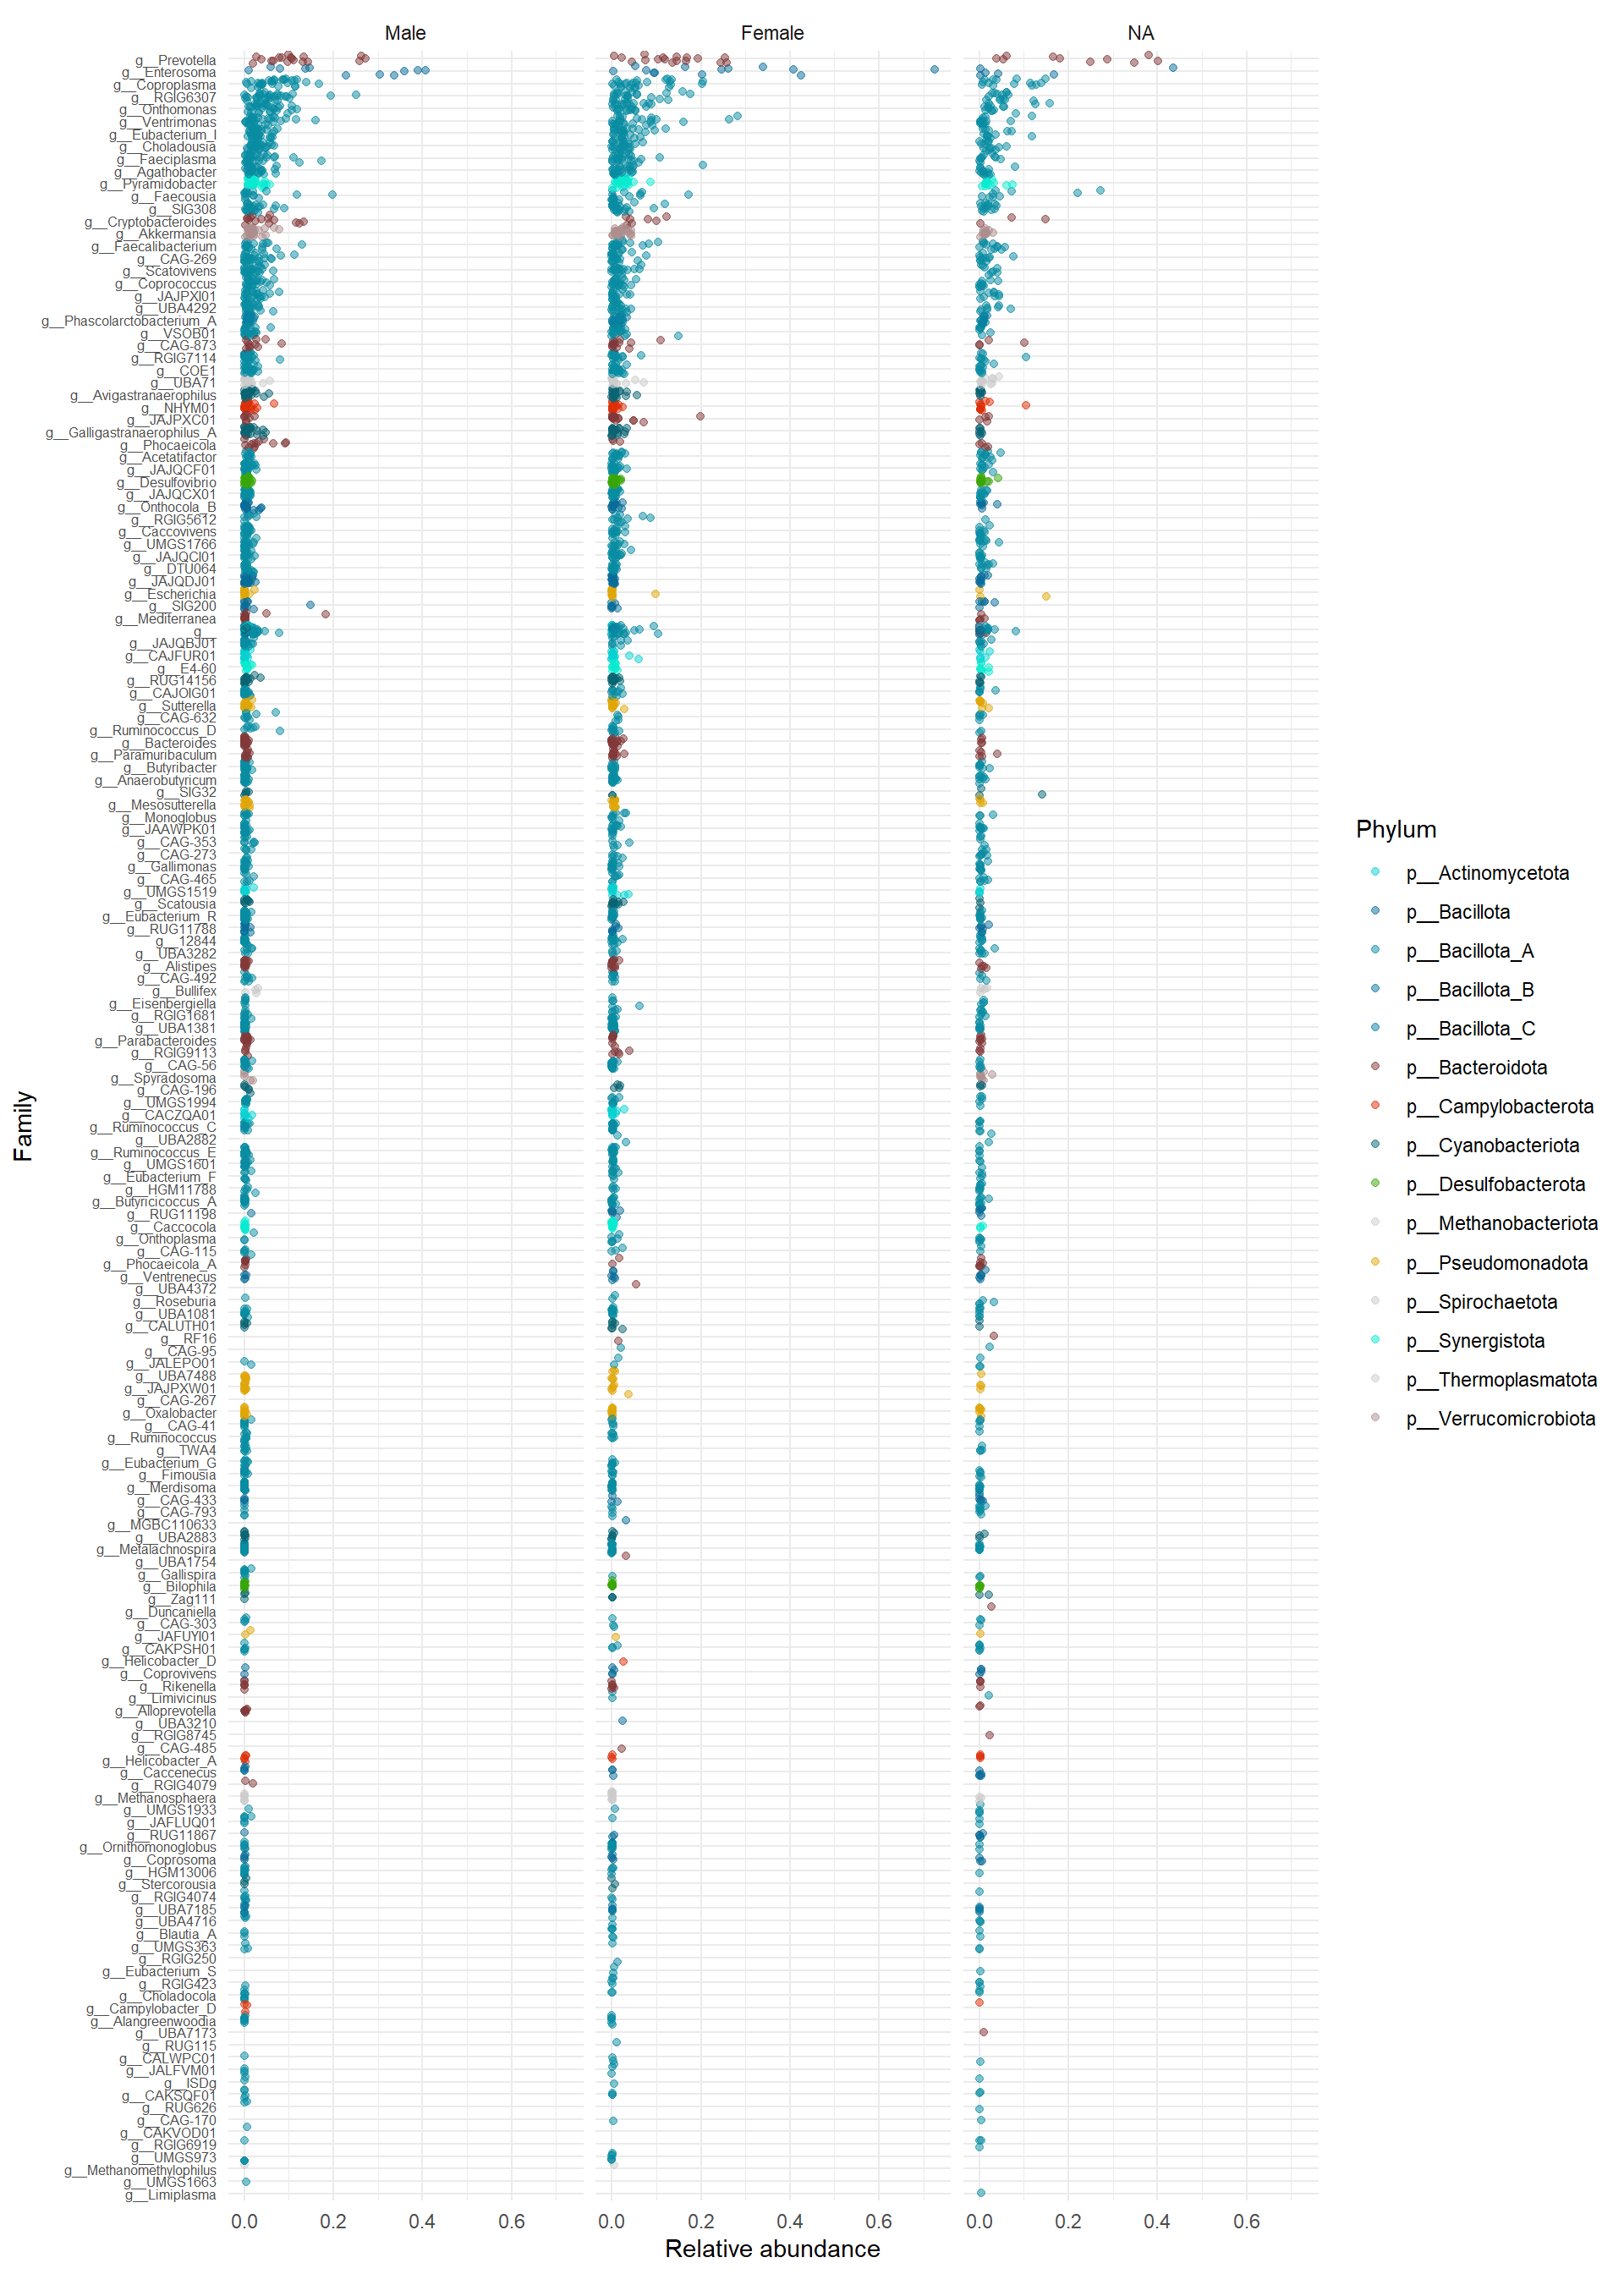 Male Female NA
g__Prevotella
g__Enterosoma
g__Coproplasma
g__RGIG6307
g__Onthomonas
g__Ventrimonas
g__Eubacterium_I
g__Choladousia
g__Faeciplasma
g__Agathobacter
g__Pyramidobacter
g__Faecousia
g__SIG308
g__Cryptobacteroides
g__Akkermansia
g__Faecalibacterium
g__CAG-269
g__Scatovivens
g__Coprococcus
g__JAJPXI01
g__UBA4292
g__Phascolarctobacterium_A
g__VSOB01
g__CAG-873
g__RGIG7114
g__COE1
g__UBA71
g__Avigastranaerophilus
g__NHYM01
g__JAJPXC01
g__Galligastranaerophilus_A
g__Phocaeicola
g__Acetatifactor
g__JAJQCF01
g__Desulfovibrio
g__JAJQCX01
g__Onthocola_B
g__RGIG5612
g__Caccovivens
g__UMGS1766
g__JAJQCI01
g__DTU064
g__JAJQDJ01
g__Escherichia
g__SIG200
g__Mediterranea
g__
g__JAJQBJ01
g__CAJFUR01
g__E4-60
g__RUG14156
g__CAJOIG01
g__Sutterella
g__CAG-632
g__Ruminococcus_D
g__Bacteroides
g__Paramuribaculum
g__Butyribacter
g__Anaerobutyricum
g__SIG32
g__Mesosutterella
g__Monoglobus
g__JAAWPK01
g__CAG-353
g__CAG-273
g__Gallimonas
g__CAG-465
g__UMGS1519
g__Scatousia
g__Eubacterium_R
g__RUG11788
g__12844
g__UBA3282
g__Alistipes
g__CAG-492
g__Bullifex
g__Eisenbergiella
g__RGIG1681
g__UBA1381
g__Parabacteroides
g__RGIG9113
g__CAG-56
g__Spyradosoma
g__CAG-196
g__UMGS1994
g__CACZQA01
g__Ruminococcus_C
g__UBA2882
g__Ruminococcus_E
g__UMGS1601
g__Eubacterium_F
g__HGM11788
g__Butyricicoccus_A
g__RUG11198
g__Caccocola
g__Onthoplasma
g__CAG-115
g__Phocaeicola_A
g__Ventrenecus
g__UBA4372
g__Roseburia
g__UBA1081
g__CALUTH01
g__RF16
g__CAG-95
g__JALEPO01
g__UBA7488
g__JAJPXW01
g__CAG-267
g__Oxalobacter
g__CAG-41
g__Ruminococcus
g__TWA4
g__Eubacterium_G
g__Fimousia
g__Merdisoma
g__CAG-433
g__CAG-793
g__MGBC110633
g__UBA2883
g__Metalachnospira
g__UBA1754
g__Gallispira
g__Bilophila
g__Zag111
g__Duncaniella
g__CAG-303
g__JAFUYI01
g__CAKPSH01
g__Helicobacter_D
g__Coprovivens
g__Rikenella
g__Limivicinus
g__Alloprevotella
g__UBA3210
g__RGIG8745
g__CAG-485
g__Helicobacter_A
g__Caccenecus
g__RGIG4079
g__Methanosphaera
g__UMGS1933
g__JAFLUQ01
g__RUG11867
g__Ornithomonoglobus
g__Coprosoma
g__HGM13006
g__Stercorousia
g__RGIG4074
g__UBA7185
g__UBA4716
g__Blautia_A
g__UMGS363
g__RGIG250
g__Eubacterium_S
g__RGIG423
g__Choladocola
g__Campylobacter_D
g__Alangreenwoodia
g__UBA7173
g__RUG115
g__CALWPC01
g__JALFVM01
g__ISDg
g__CAKSQF01
g__RUG626
g__CAG-170
g__CAKVOD01
g__RGIG6919
g__UMGS973
g__Methanomethylophilus
g__UMGS1663
g__Limiplasma
0.0 0.2 0.4 0.6 0.0 0.2 0.4 0.6 0.0 0.2 0.4 0.6
Relative abundance
Family
Phylum
p__Actinomycetota
p__Bacillota
p__Bacillota_A
p__Bacillota_B
p__Bacillota_C
p__Bacteroidota
p__Campylobacterota
p__Cyanobacteriota
p__Desulfobacterota
p__Methanobacteriota
p__Pseudomonadota
p__Spirochaetota
p__Synergistota
p__Thermoplasmatota
p__Verrucomicrobiota